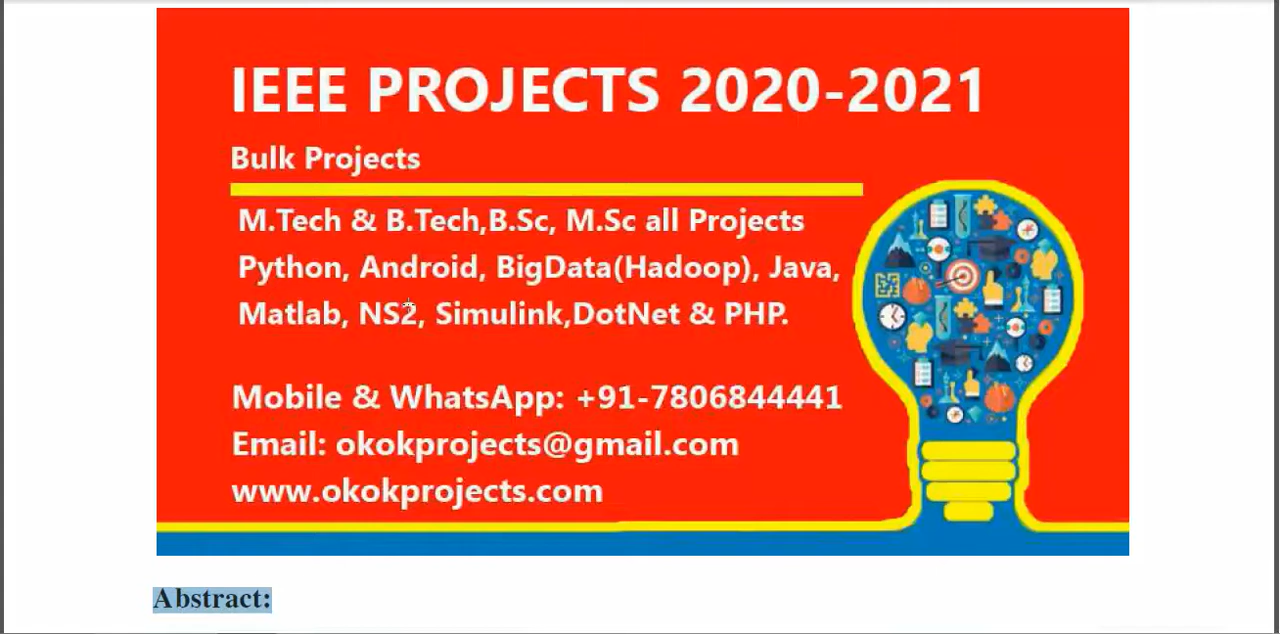 IEEE PROJECTS 2020-2021
Bulk Projects
M.Tech & B.Tech,B.Sc, M.Sc all Projects
Python, Android, BigData(Hadoop), Java,
Matlab, NS2, Simulink,DotNet & PHP.
Mobile & WhatsApp: +91-7806844441
Email: okokprojects@gmail.com
www.okokprojects.com
Abstract: